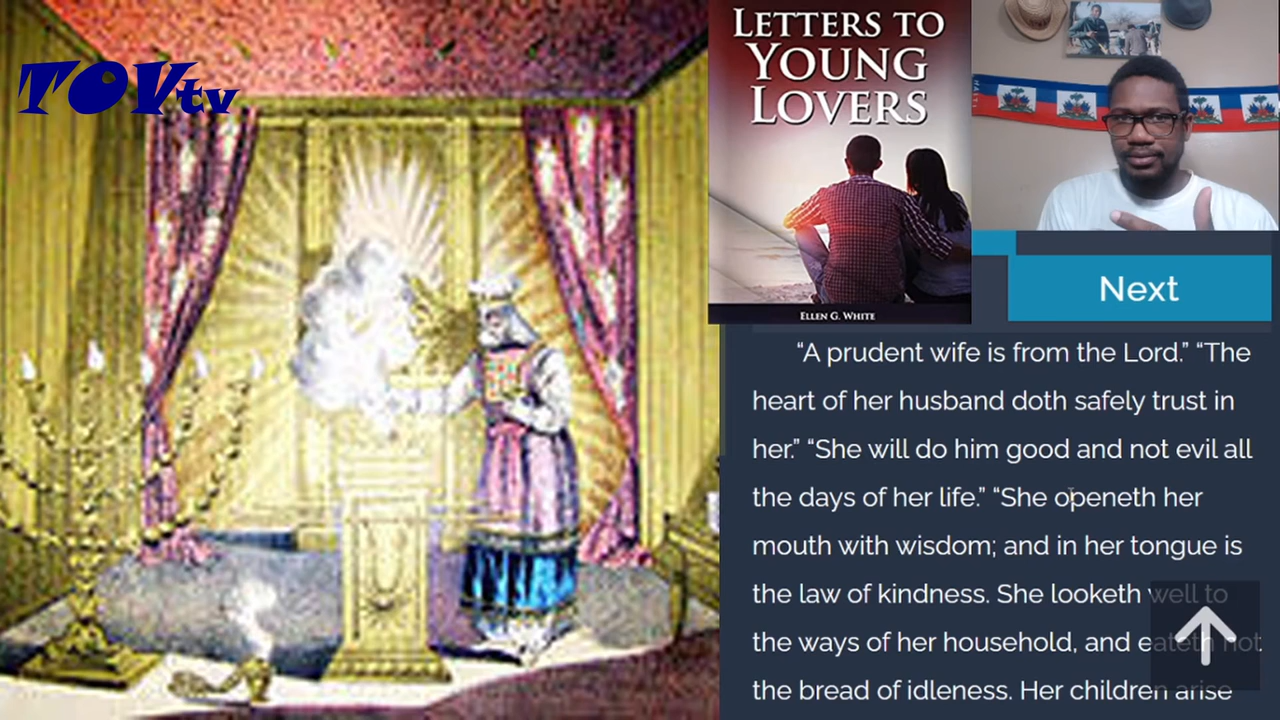 TOVtv
LETTERS TO
YOUNG
LOVERS
ELLEN G. WHITE
HAITI
Next
“A prudent wife is from the Lord.” “The
heart of her husband doth safely trust in
her.” “She will do him good and not evil all
the days of her life.” “She openeth her
mouth with wisdom; and in her tongue is
the law of kindness. She looketh well to
the ways of her household, and eateth not
the bread of idleness. Her children arise